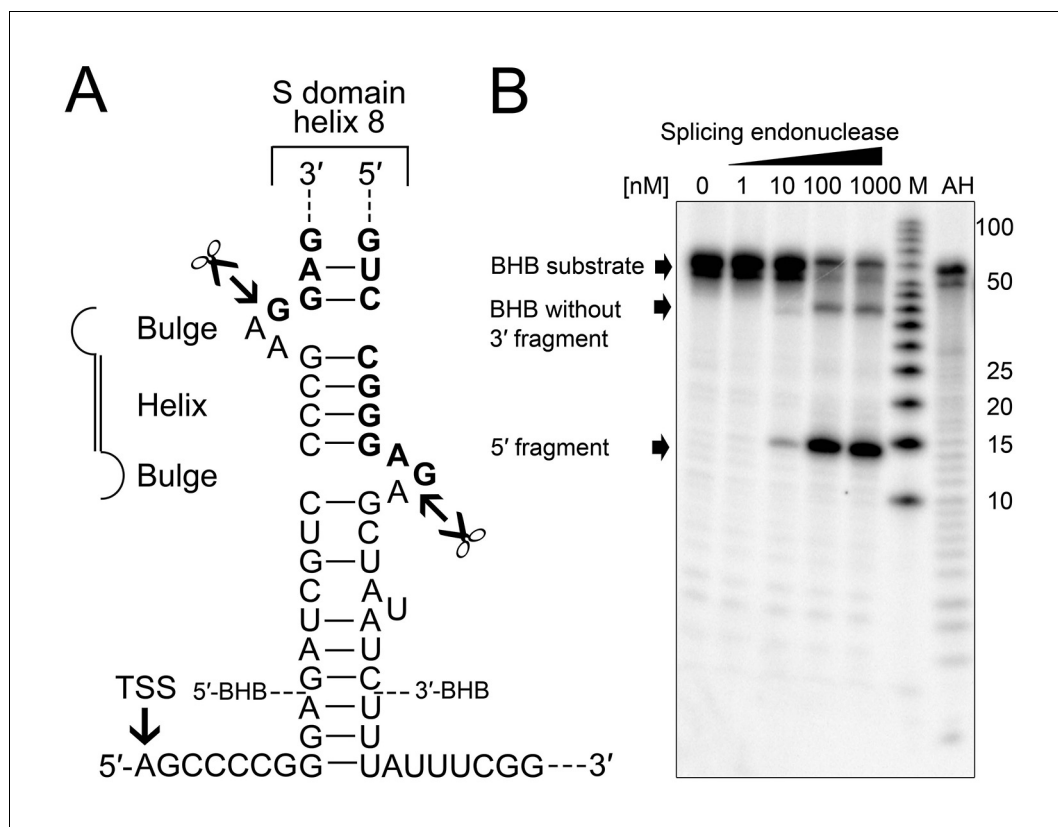 A
S domain
helix 8
3′ 5′
G G
A U
G C
G
A
A
Bulge
G C
C G
C G
C G
Helix
A
G
A
Bulge
C G
U C
G U
C A
U
U A
A U
G C
A U
G U
TSS
5′-BHB
3′-BHB
5′-AGCCCCGG UAUUUCGG 3′
B
Splicing endonuclease
[nM] 0 1 10 100 1000 M AH
100
BHB substrate
50
BHB without
3′ fragment
25
20
5′ fragment
15
10